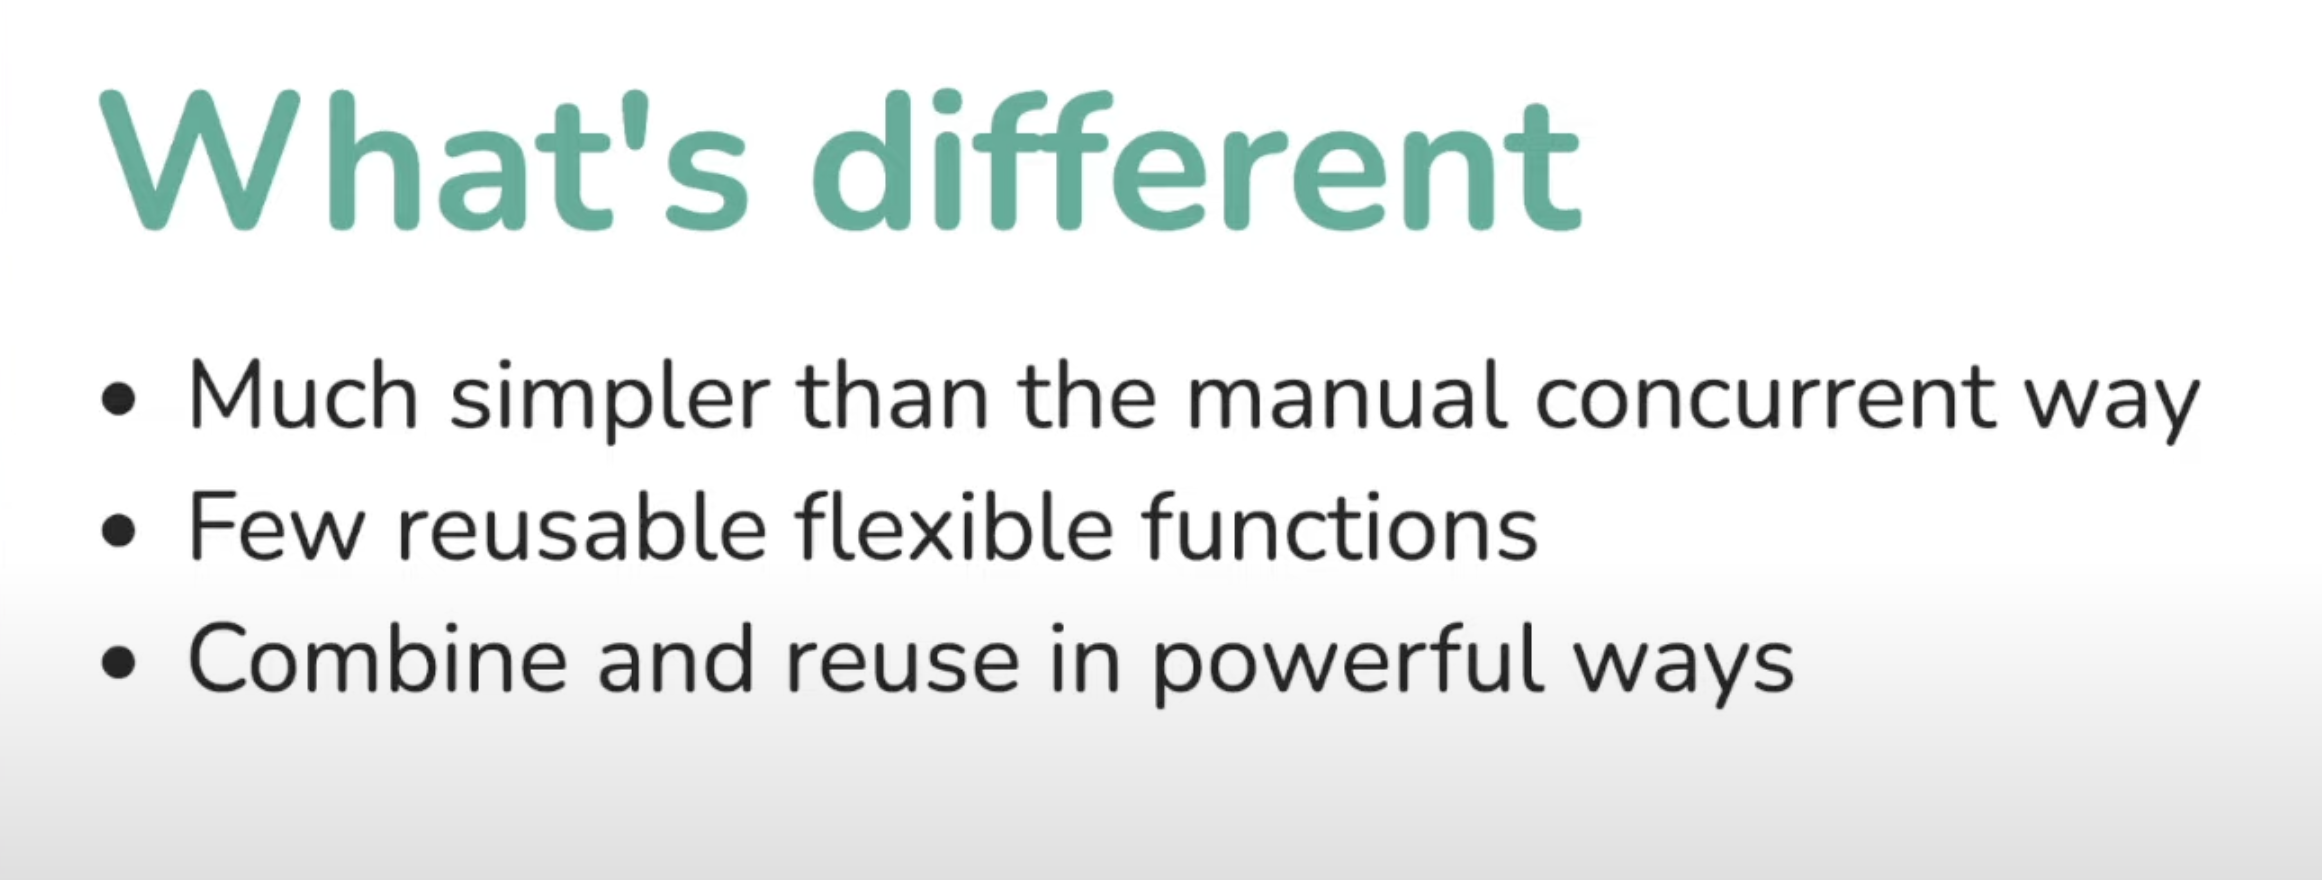 What's different
• Much simpler than the manual concurrent way
• Few reusable flexible functions
• Combine and reuse in powerful ways